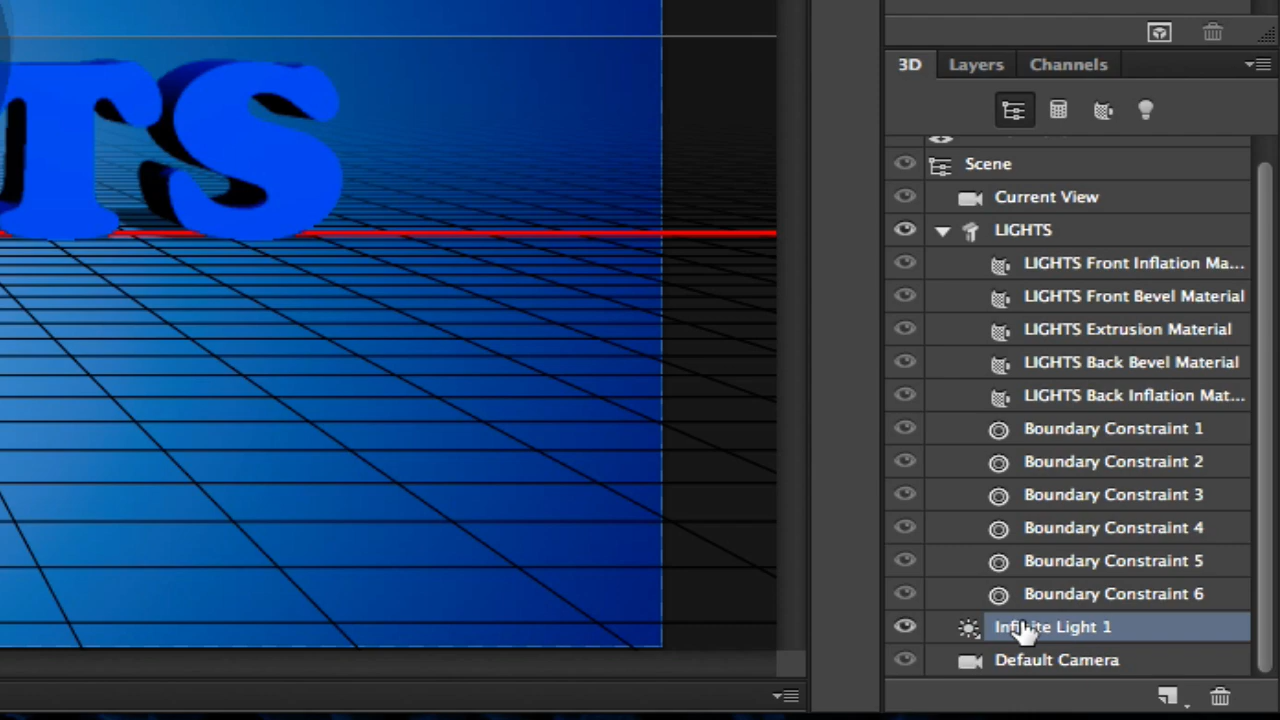 TS
3D Layers Channels
Scene
Current View
LIGHTS
LIGHTS Front Inflation Ma...
LIGHTS Front Bevel Material
LIGHTS Extrusion Material
LIGHTS Back Bevel Material
LIGHTS Back Inflation Mat...
Boundary Constraint 1
Boundary Constraint 2
Boundary Constraint 3
Boundary Constraint 4
Boundary Constraint 5
Boundary Constraint 6
Infinite Light 1
Default Camera